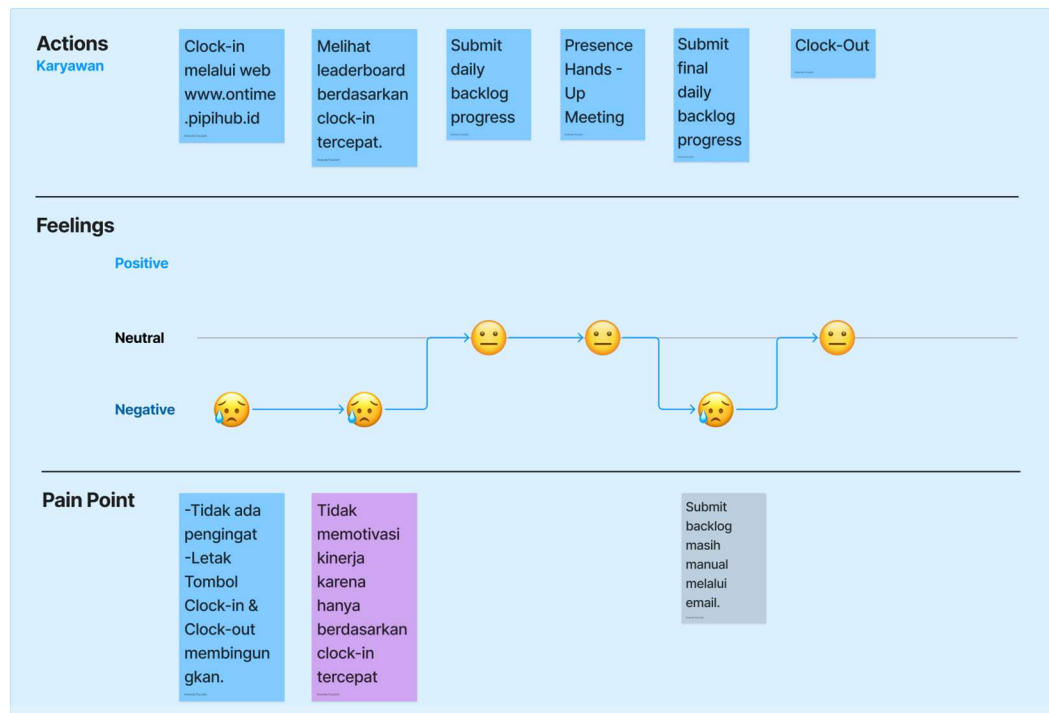 Actions
Karyawan
Clock-in
melalui web
www.ontime
.pipihub.id
Melihat
leaderboard
berdasarkan
clock-in
tercepat.
Submit
daily
backlog
progress
Presence
Hands -
Up
Meeting
Submit
final
daily
backlog
progress
Clock-Out
Feelings
Positive
Neutral
Negative
Pain Point
-Tidak ada
pengingat
-Letak
Tombol
Clock-in &
Clock-out
membingun
gkan.
Tidak
memotivasi
kinerja
karena
hanya
berdasarkan
clock-in
tercepat
Submit
backlog
masih
manual
melalui
email.